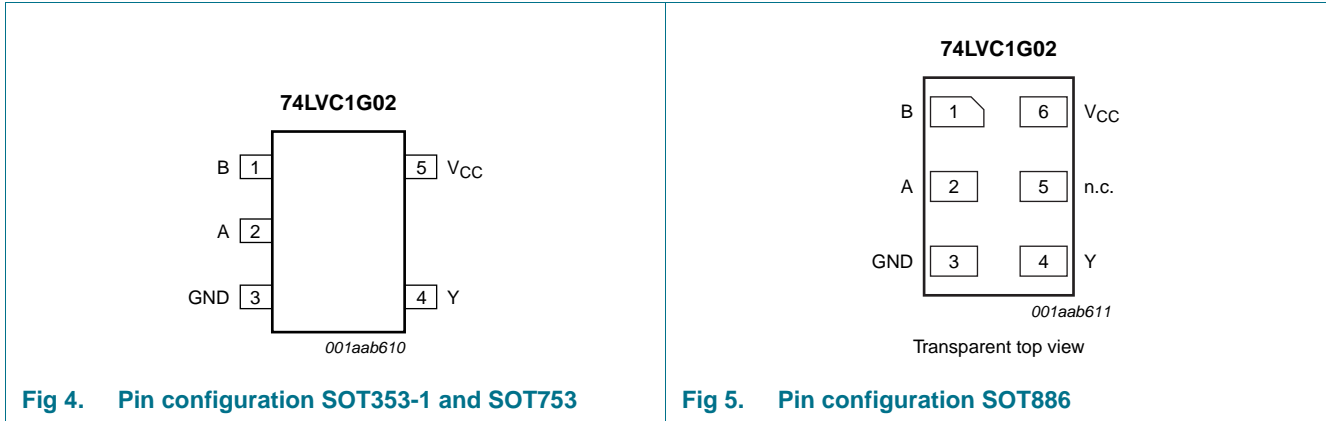 74LVC1G02
B 1 5 VCC
A 2
GND 3 4 Y
001aab610
Fig 4. Pin configuration SOT353-1 and SOT753
74LVC1G02
B 1 6 VCC
A 2 5 n.c.
GND 3 4 Y
001aab611
Transparent top view
Fig 5. Pin configuration SOT886